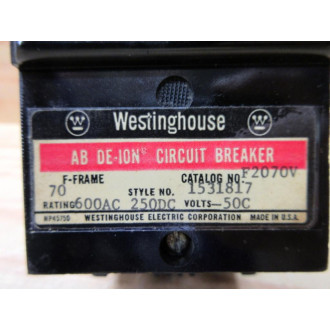 Westinghouse
AB DE-ION® CIRCUIT BREAKER
F-FRAME CATALOG NO F2070V
70 STYLE NO. 1531817
RATING 600AC 250DC VOLTS-50C
WESTINGHOUSE ELECTRIC CORPORATION MADE IN U.S.A.